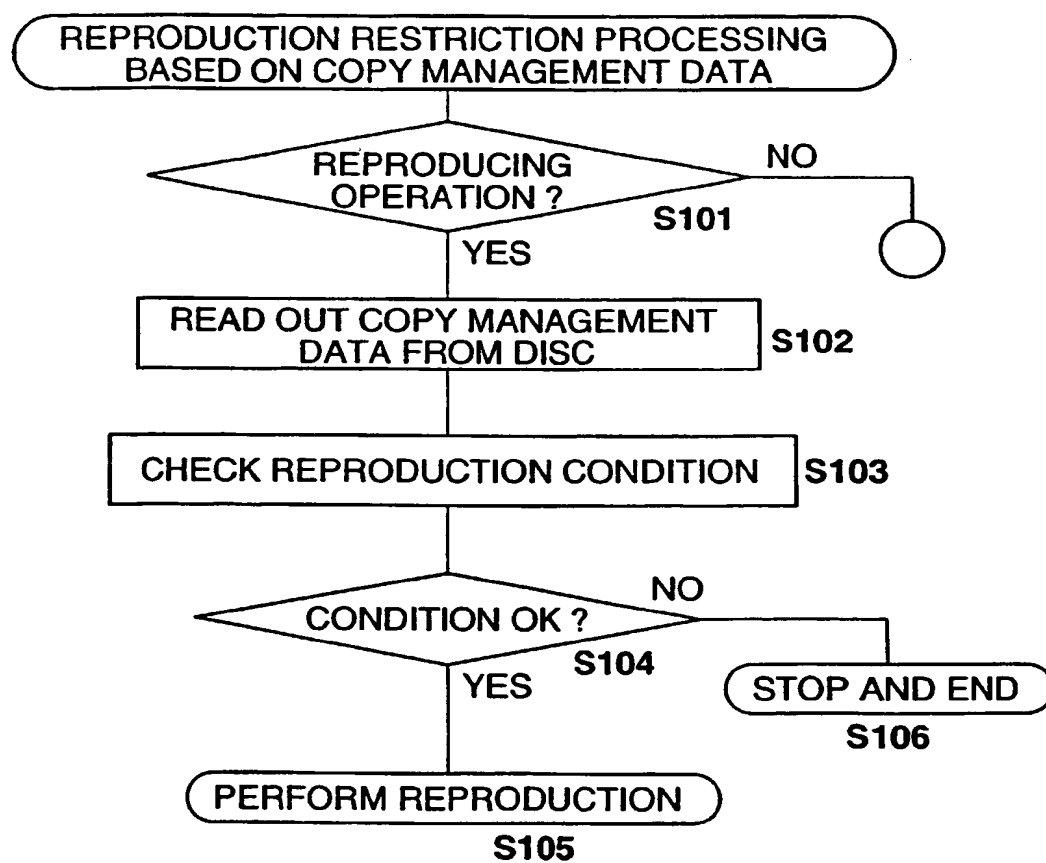 REPRODUCTION RESTRICTION PROCESSING
BASED ON COPY MANAGEMENT DATA
REPRODUCING
OPERATION ?
NO
S101
YES
READ OUT COPY MANAGEMENT
DATA FROM DISC
S102
CHECK REPRODUCTION CONDITION
S103
CONDITION OK ?
NO
S104
YES
STOP AND END
S106
PERFORM REPRODUCTION
S105